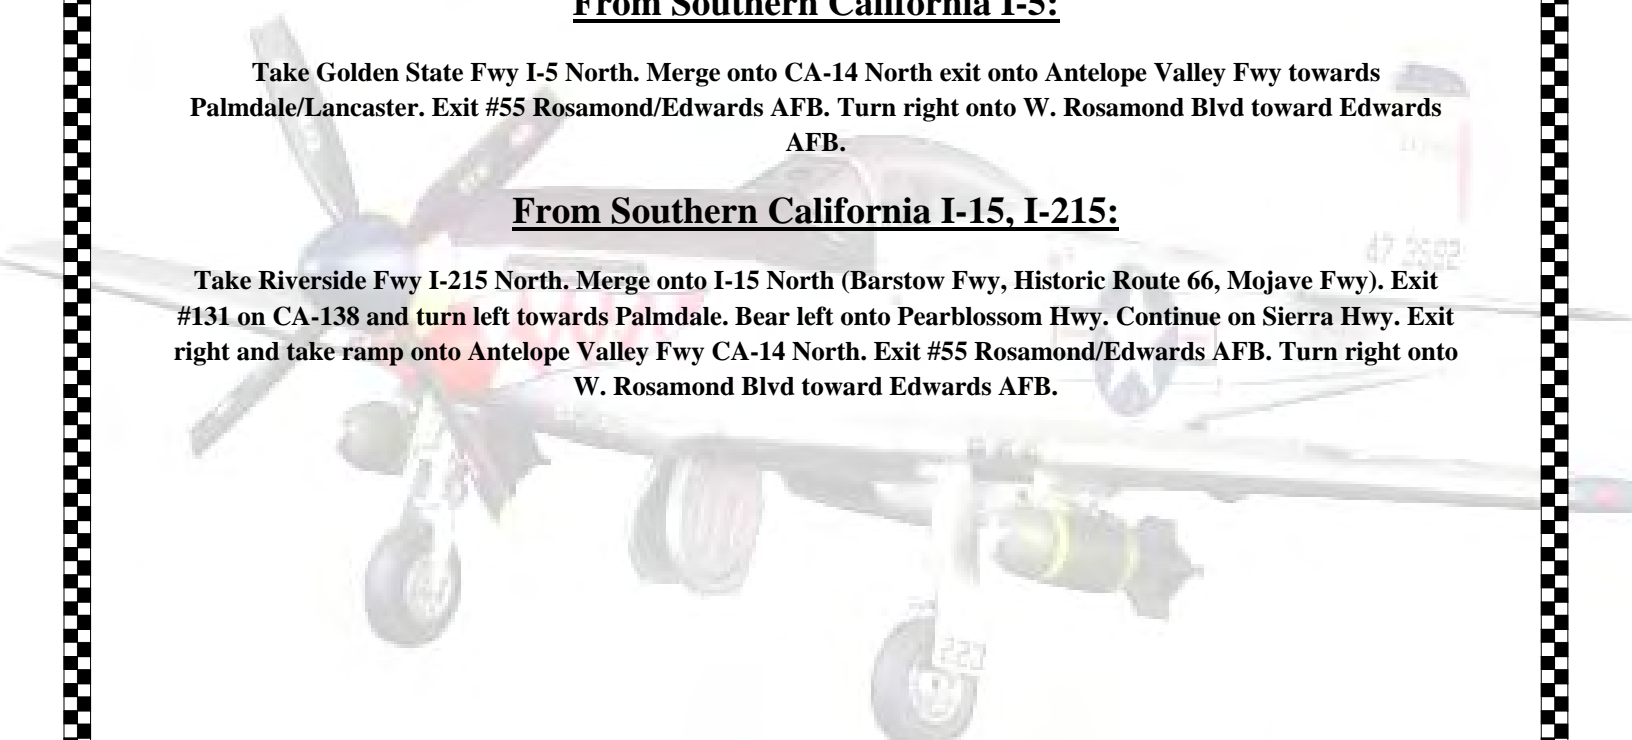 From Southern California I-5:
Take Golden State Fwy I-5 North. Merge onto CA-14 North exit onto Antelope Valley Fwy towards
Palmdale/Lancaster. Exit #55 Rosamond/Edwards AFB. Turn right onto W. Rosamond Blvd toward Edwards
AFB.
From Southern California I-15, I-215:
47 3592
Take Riverside Fwy I-215 North. Merge onto I-15 North (Barstow Fwy, Historic Route 66, Mojave Fwy). Exit
#131 on CA-138 and turn left towards Palmdale. Bear left onto Pearblossom Hwy. Continue on Sierra Hwy. Exit
right and take ramp onto Antelope Valley Fwy CA-14 North. Exit #55 Rosamond/Edwards AFB. Turn right onto
W. Rosamond Blvd toward Edwards AFB.
223